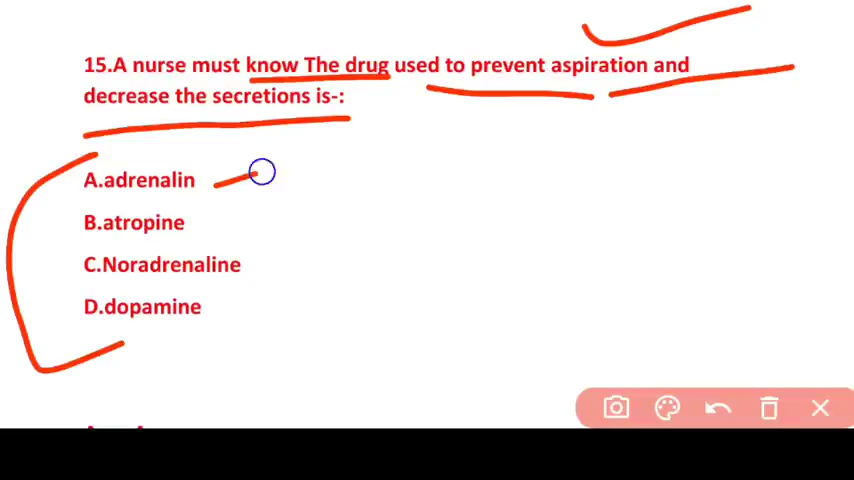 15.A nurse must know The drug used to prevent aspiration and
decrease the secretions is-:
A.adrenalin
B.atropine
C.Noradrenaline
D.dopamine